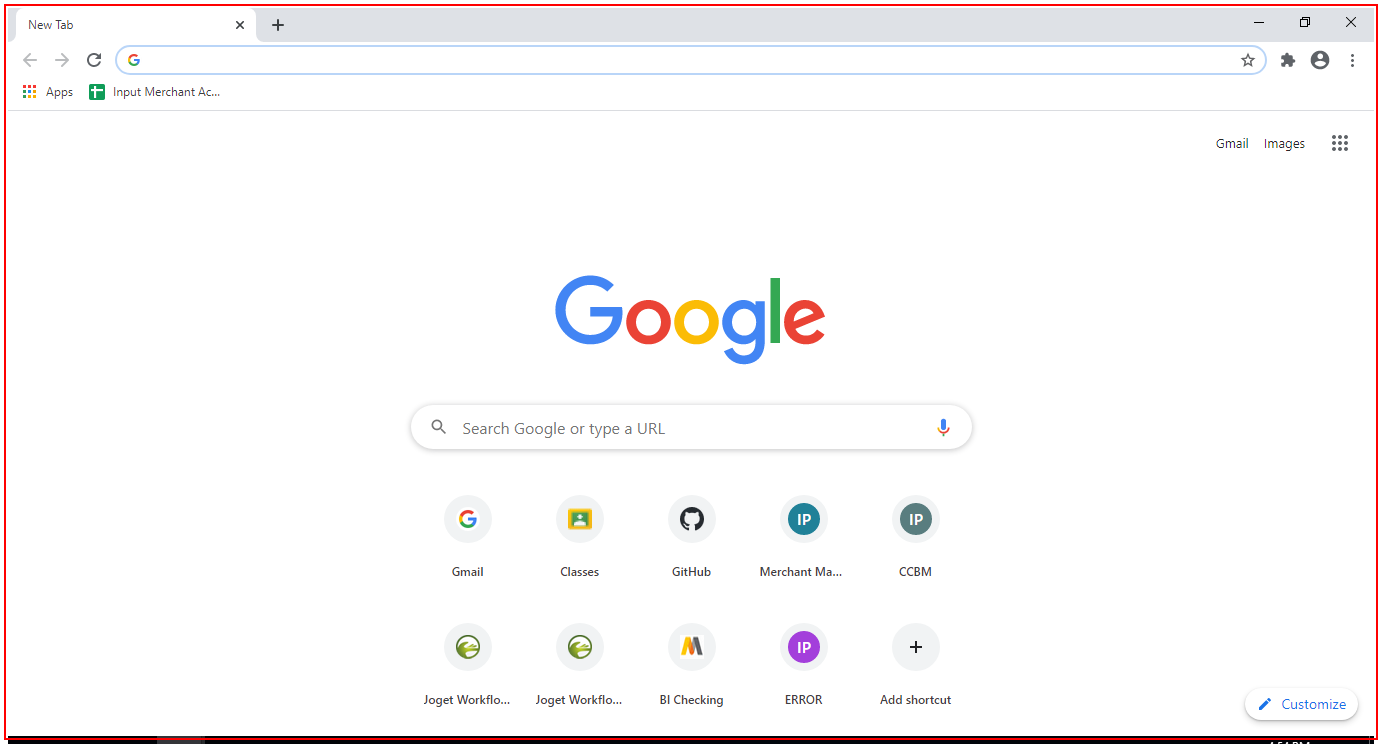 New Tab
Apps
Input Merchant Ac...
Gmail Images
Google
Search Google or type a URL
IP IP
Gmail Classes GitHub Merchant Ma... CCBM
IP
Joget Workflo... Joget Workflo... BI Checking ERROR Add shortcut
Customize